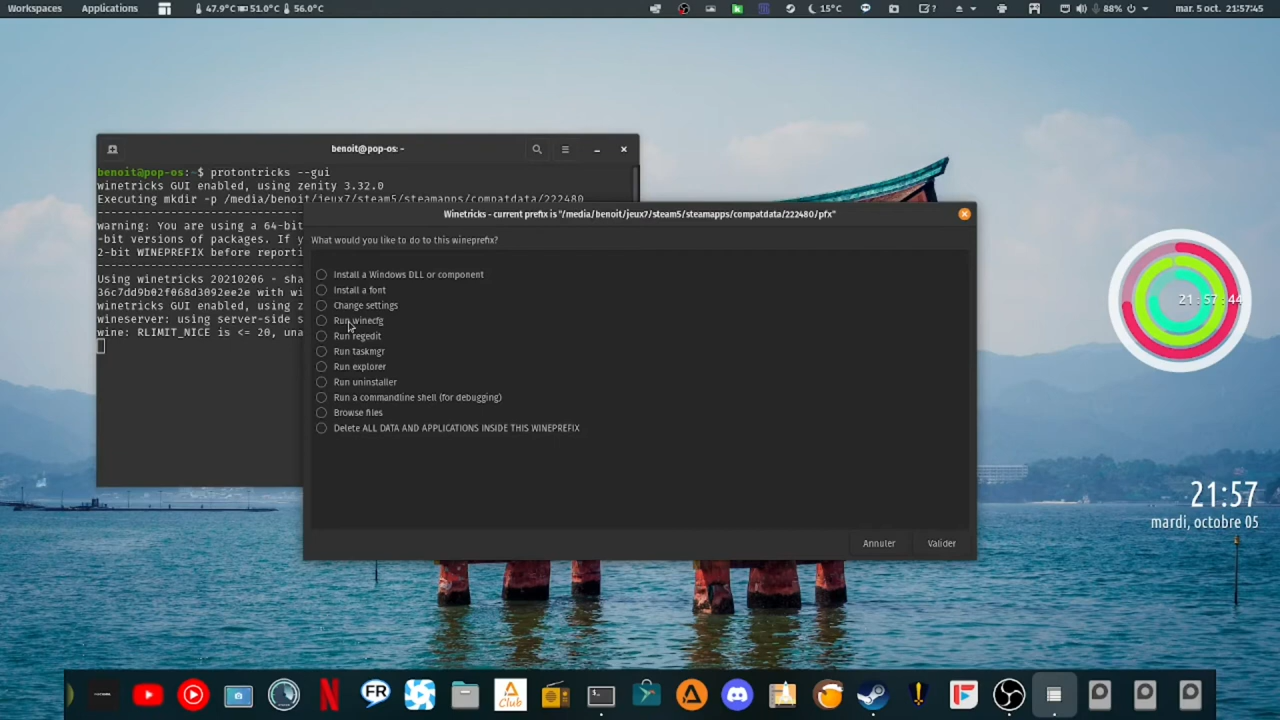 Workspaces Applications 47.9°C 51.0°C 56.0°C 15°C ? 88% mar. 5 oct. 21:57:45
benoit@pop-os: ~
benoit@pop-os:~$ protontricks --gui
winetricks GUI enabled, using zenity 3.32.0
Executing mkdir -p /media/benoit/jeux7/steam5/steamapps/compatdata/222480
warning: You are using a 64-bit
-bit versions of packages. If y
2-bit WINEPREFIX before reporti
Using winetricks 20210206 - sha
36c7dd9b02f068d3092ee2e with wi
winetricks GUI enabled, using z
wineserver: using server-side s
wine: RLIMIT_NICE is <= 20, una
Winetricks - current prefix is "/media/benoit/jeux7/steam5/steamapps/compatdata/222480/pfx"
What would you like to do to this wineprefix?
Install a Windows DLL or component
Install a font
Change settings
Run winecfg
Run regedit
Run taskmgr
Run explorer
Run uninstaller
Run a commandline shell (for debugging)
Browse files
Delete ALL DATA AND APPLICATIONS INSIDE THIS WINEPREFIX
Annuler Valider
21:57:44
21:57
mardi, octobre 05
N FR A Club